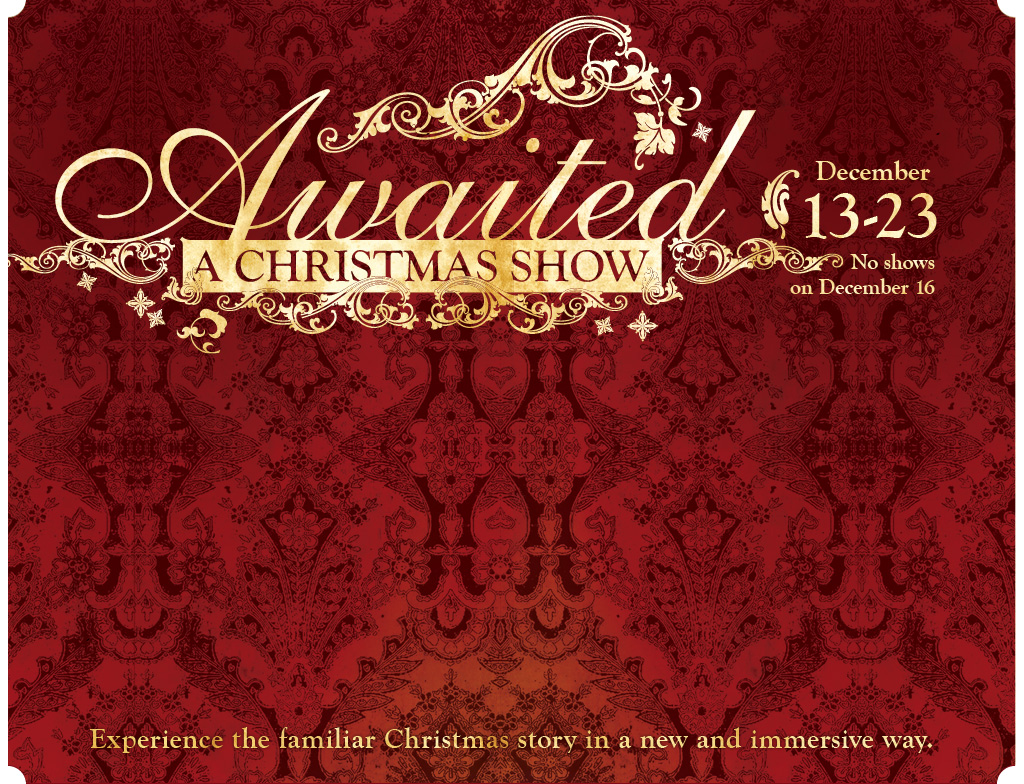 Awaited
A CHRISTMAS SHOW
December
13-23
No shows
on December 16
Experience the familiar Christmas story in a new and immersive way.